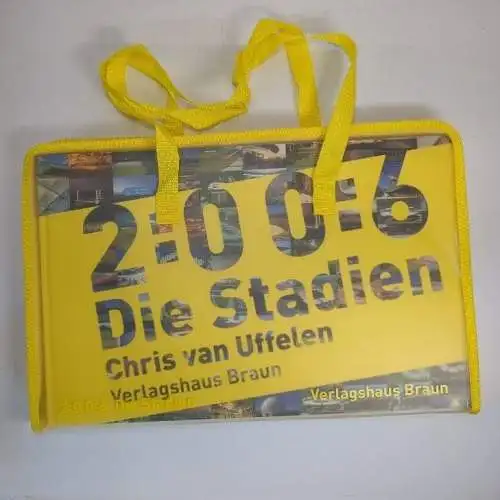 2:0 0:6
Die Stadien
Chris van Uffelen
Verlagshaus Braun
Verlagshaus Braun